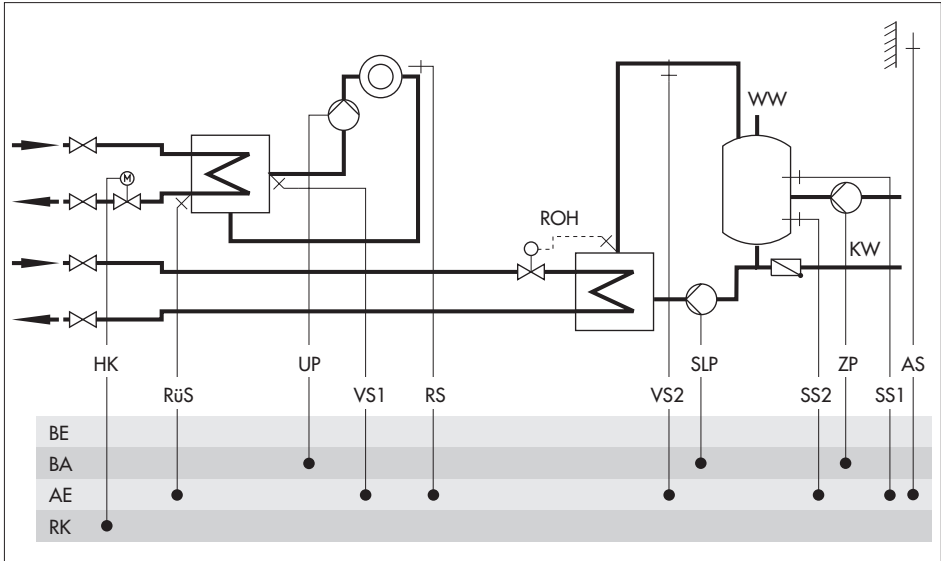 WW
M
ROH
KW
HK UP SLP ZP AS
RüS VS1 RS VS2 SS2 SS1
BE
BA
AE
RK